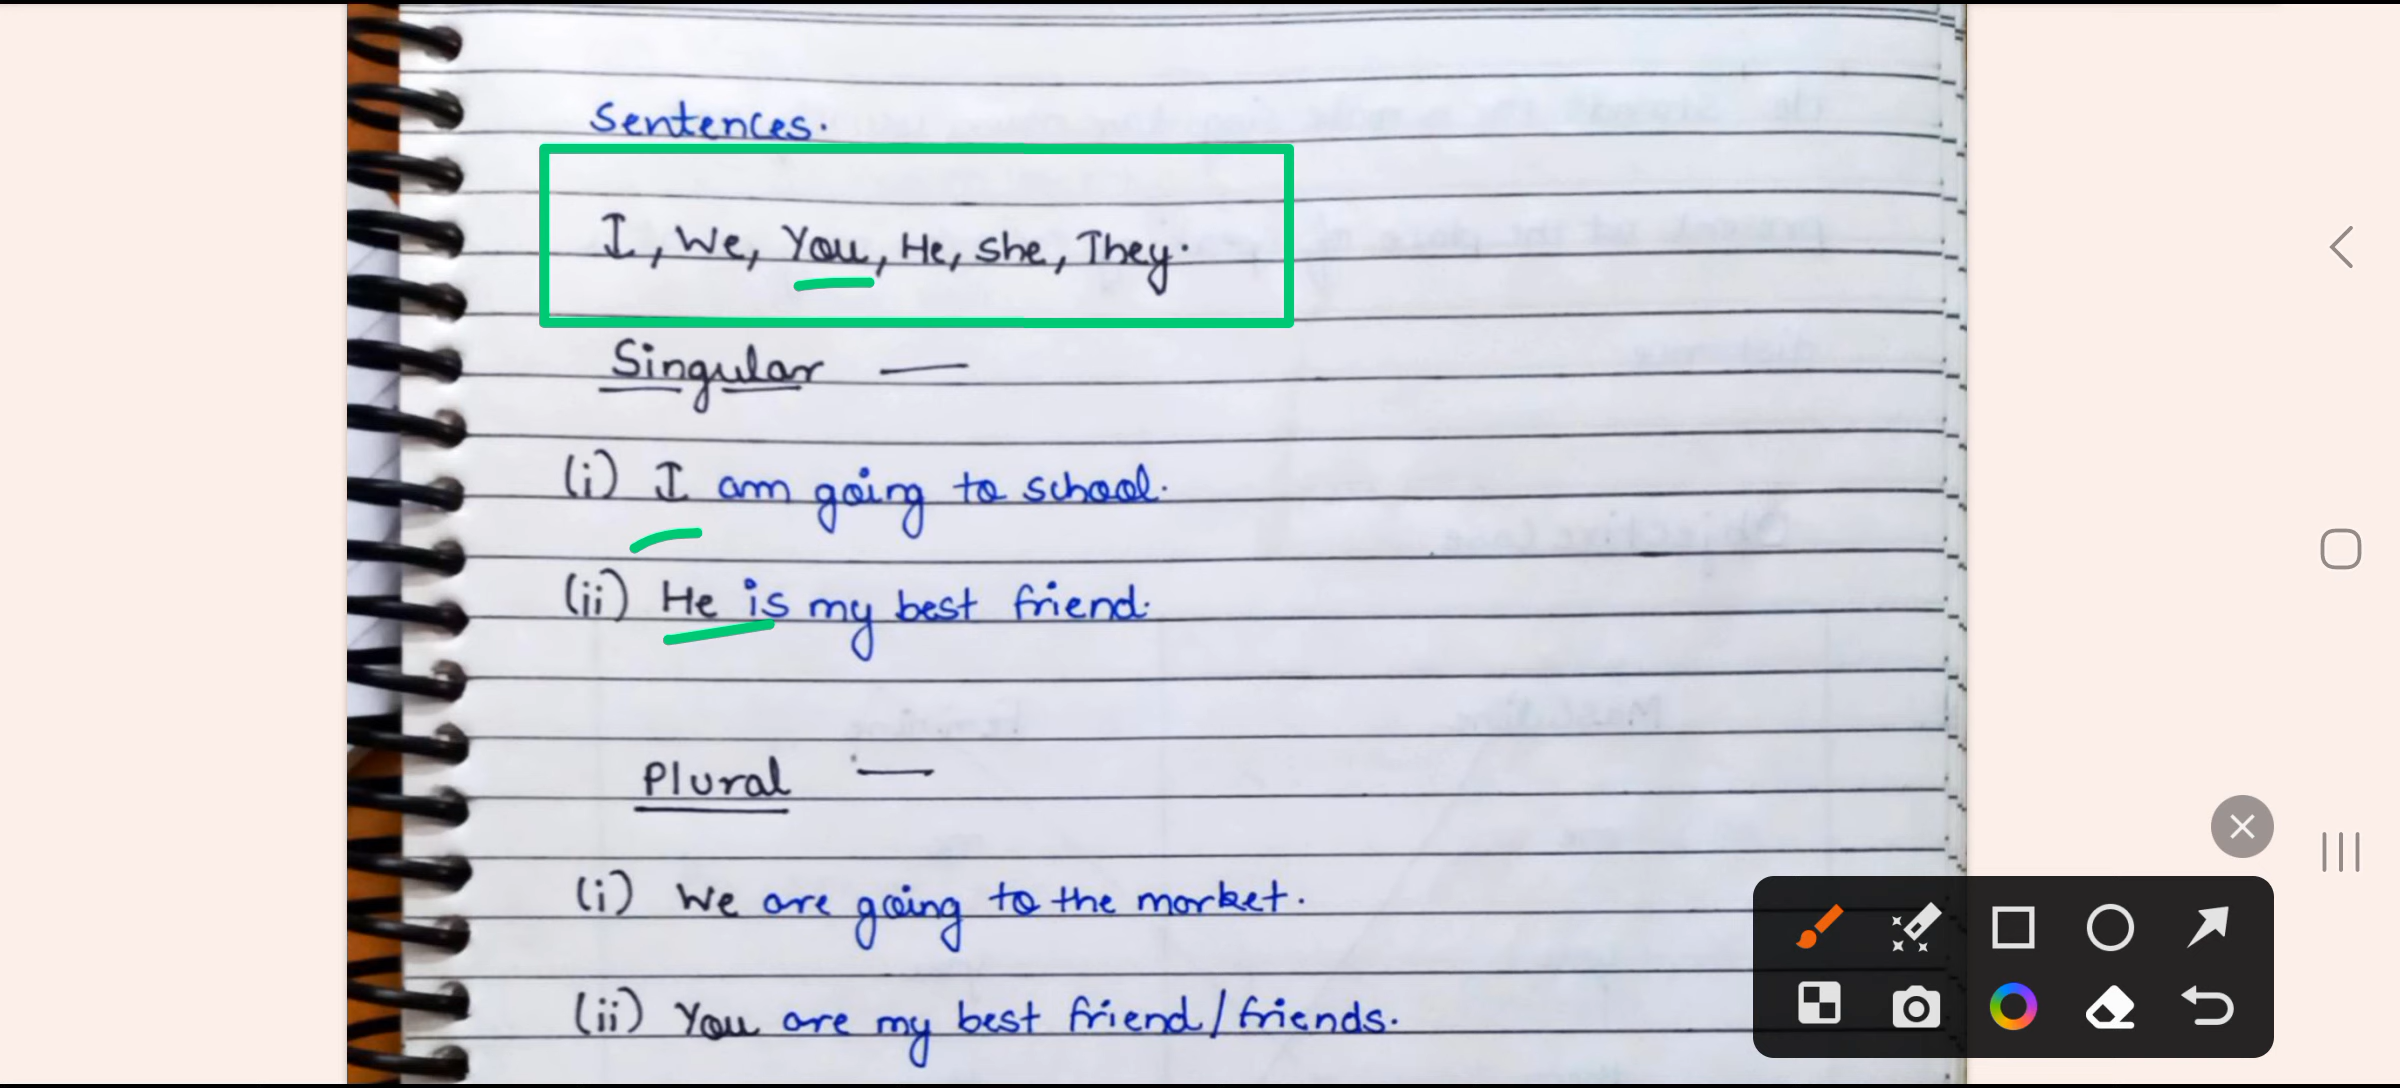 Sentences.
I, We, You, He, She, They.
Singular —
(i) I am going to school.
(ii) He is my best friend.
Plural —
(i) We are going to the market.
(ii) You are my best friend/friends.